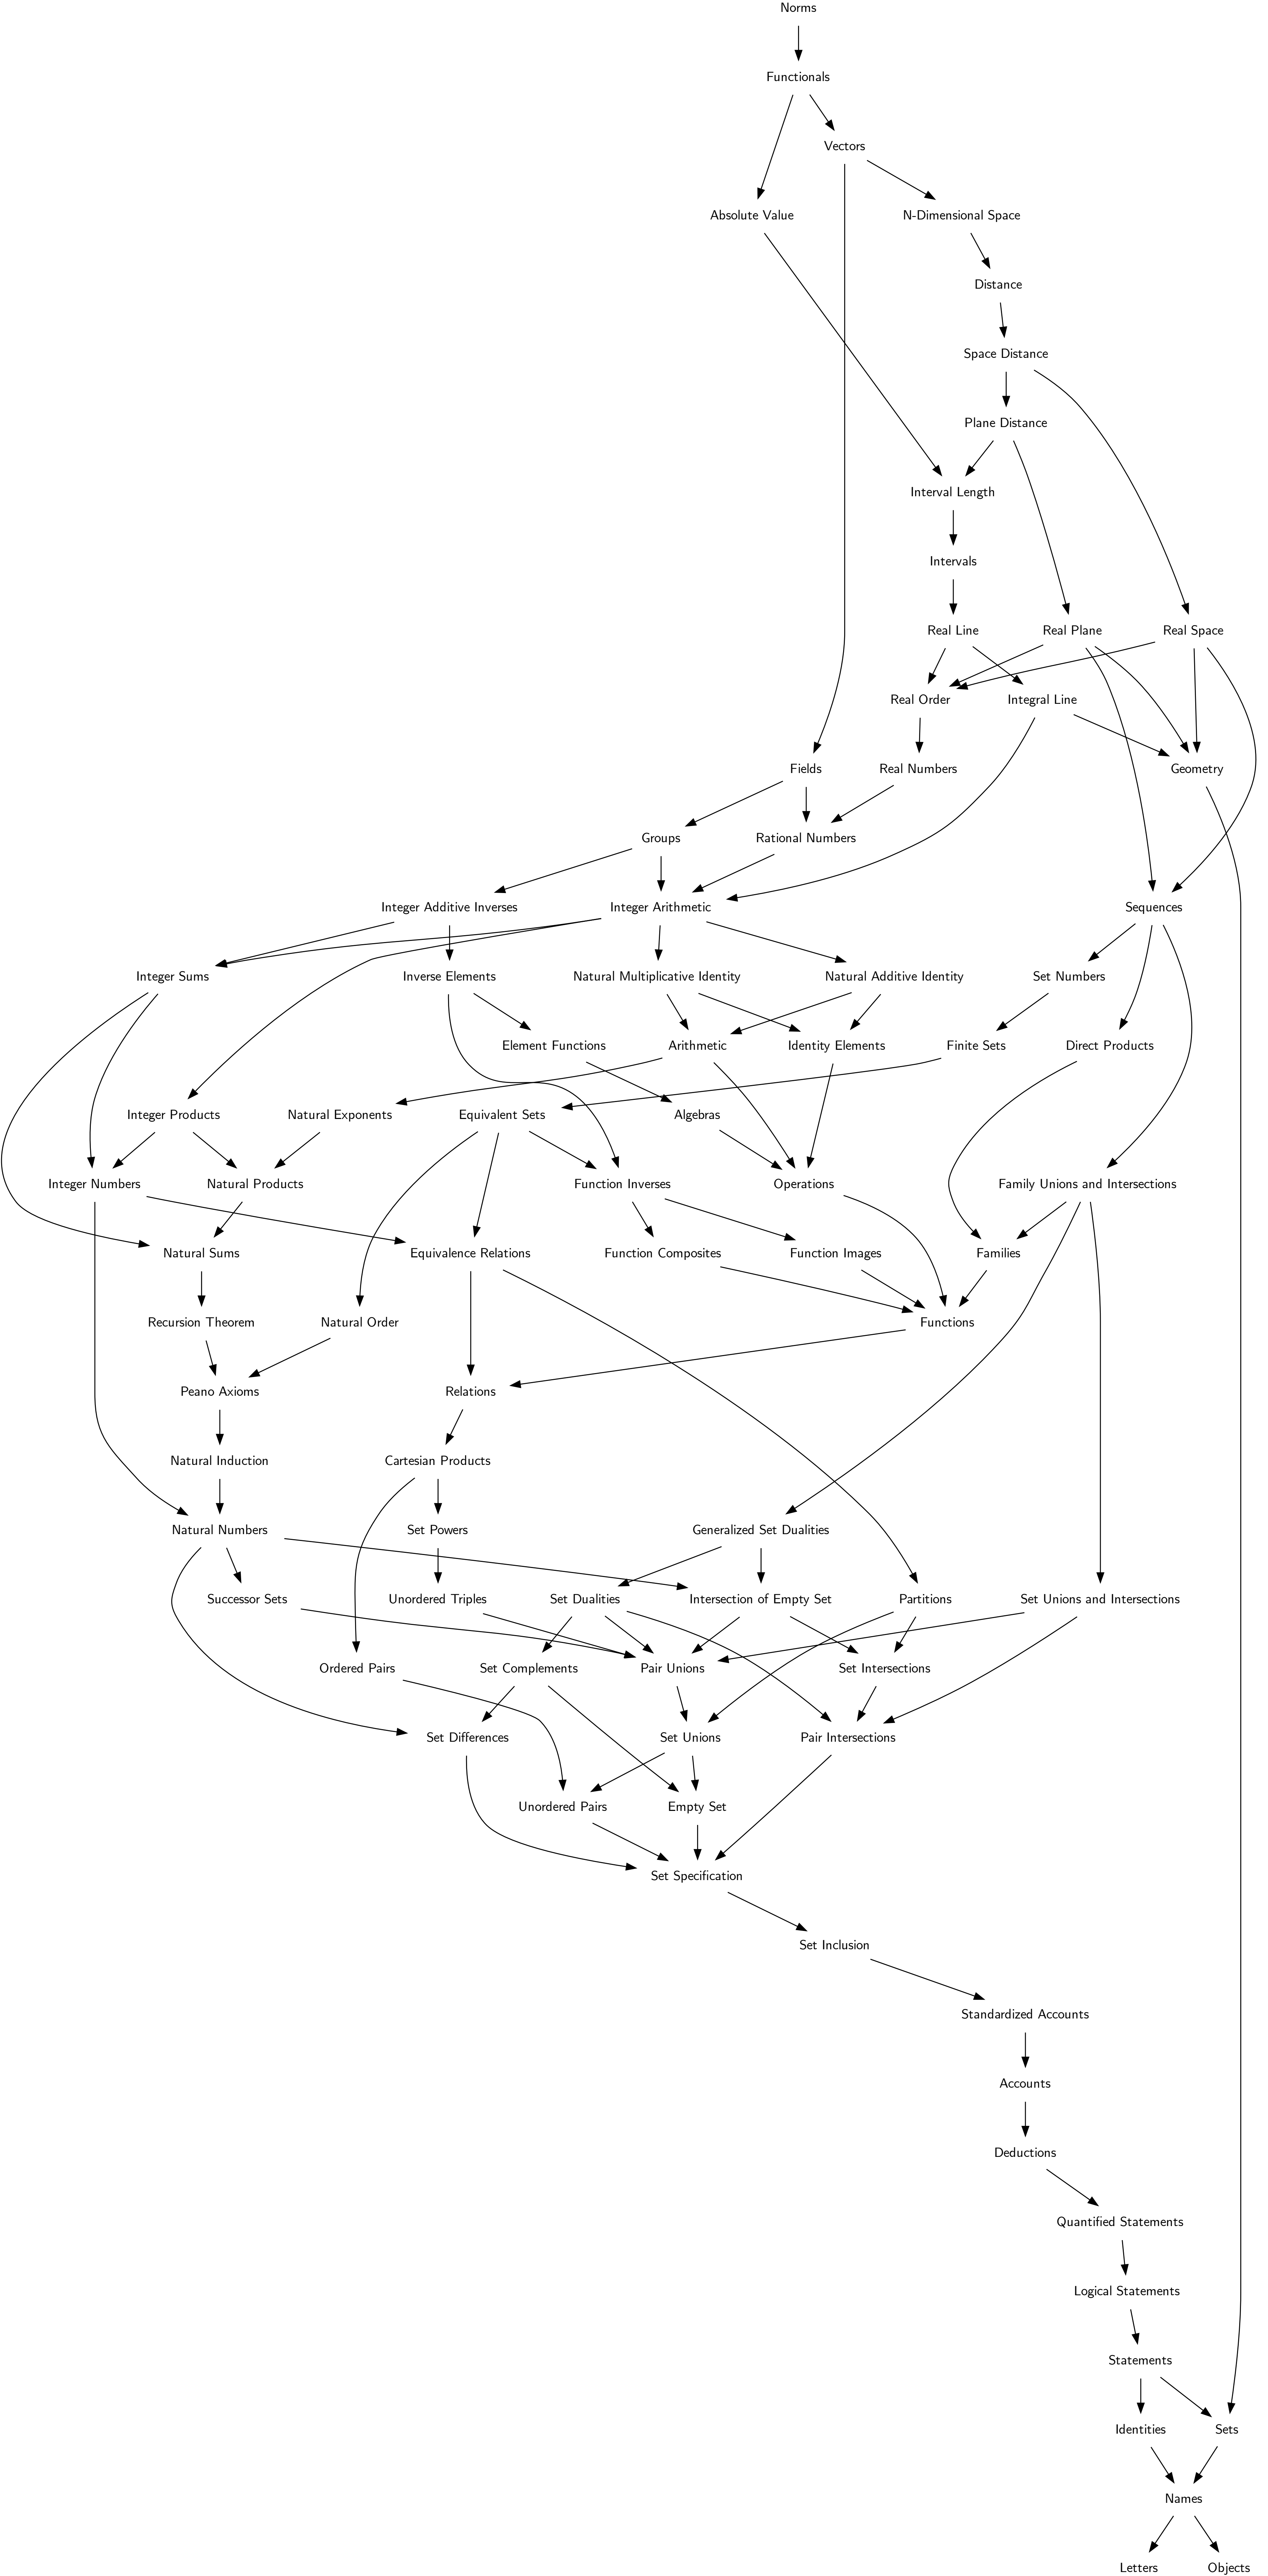 Norms
Functionals
Vectors
Absolute Value
N-Dimensional Space
Distance
Space Distance
Plane Distance
Interval Length
Intervals
Real Line
Real Plane
Real Space
Real Order
Integral Line
Fields
Real Numbers
Geometry
Groups
Rational Numbers
Integer Additive Inverses
Integer Arithmetic
Sequences
Integer Sums
Inverse Elements
Natural Multiplicative Identity
Natural Additive Identity
Set Numbers
Element Functions
Arithmetic
Identity Elements
Finite Sets
Direct Products
Integer Products
Natural Exponents
Equivalent Sets
Algebras
Integer Numbers
Natural Products
Function Inverses
Operations
Family Unions and Intersections
Natural Sums
Equivalence Relations
Function Composites
Function Images
Families
Recursion Theorem
Natural Order
Functions
Peano Axioms
Relations
Natural Induction
Cartesian Products
Natural Numbers
Set Powers
Generalized Set Dualities
Successor Sets
Unordered Triples
Set Dualities
Intersection of Empty Set
Partitions
Set Unions and Intersections
Ordered Pairs
Set Complements
Pair Unions
Set Intersections
Set Differences
Set Unions
Pair Intersections
Unordered Pairs
Empty Set
Set Specification
Set Inclusion
Standardized Accounts
Accounts
Deductions
Quantified Statements
Logical Statements
Statements
Identities
Sets
Names
Letters
Objects